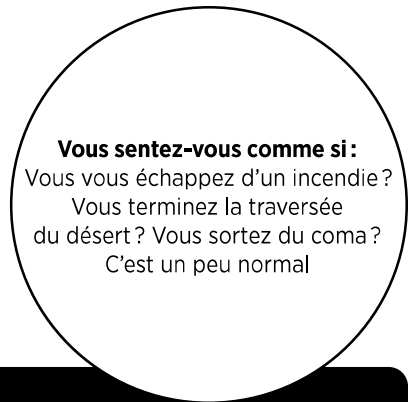 Vous sentez-vous comme si :
Vous vous échappez d’un incendie ?
Vous terminez la traversée
du désert ? Vous sortez du coma ?
C’est un peu normal